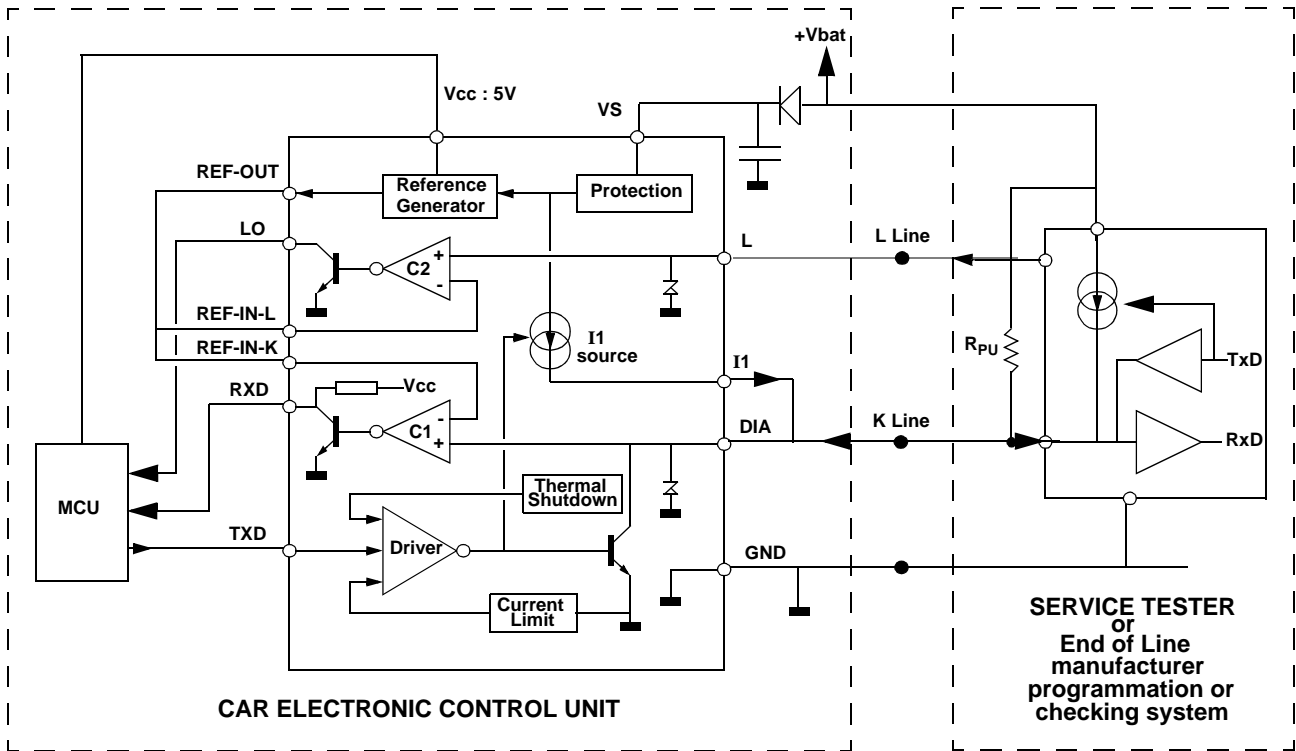 +Vbat
Vcc : 5V
VS
REF-OUT
Reference
Generator
Protection
LO
L
L Line
C2
+
-
REF-IN-L
REF-IN-K
I1
source
RPU
TxD
I1
RXD
Vcc
DIA
K Line
C1
-
+
RxD
Thermal
Shutdown
MCU
TXD
Driver
GND
Current
Limit
CAR ELECTRONIC CONTROL UNIT
SERVICE TESTER
or
End of Line
manufacturer
programmation or
checking system